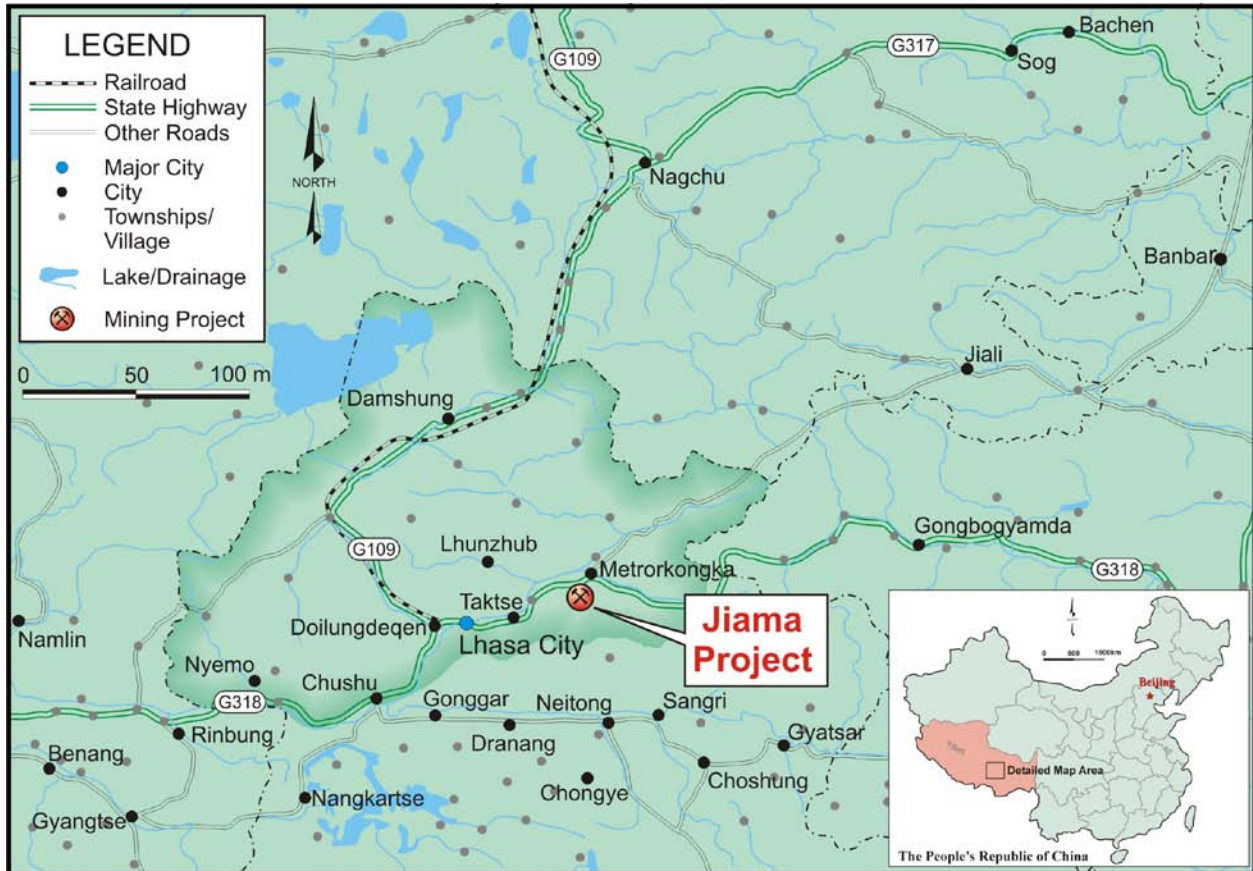 LEGEND
Railroad
State Highway
Other Roads
Major City
City
Townships/
Village
Lake/Drainage
Mining Project
NORTH
0 50 100 m
G109
G317
Bachen
Sog
Nagchu
Banbar
Jiali
Damshung
Gongbogyamda
G109
Lhunzhub
Metrorkongka
G318
Taktse
Doilungdeqen
Lhasa City
Jiama
Project
Namlin
Nyemo
Chushu
G318
Gonggar
Neitong
Sangri
Rinbung
Dranang
Gyatsar
Benang
Choshung
Nangkartse
Chongye
Gyangtse
0 500 1000km
Beijing
Detailed Map Area
The People's Republic of China